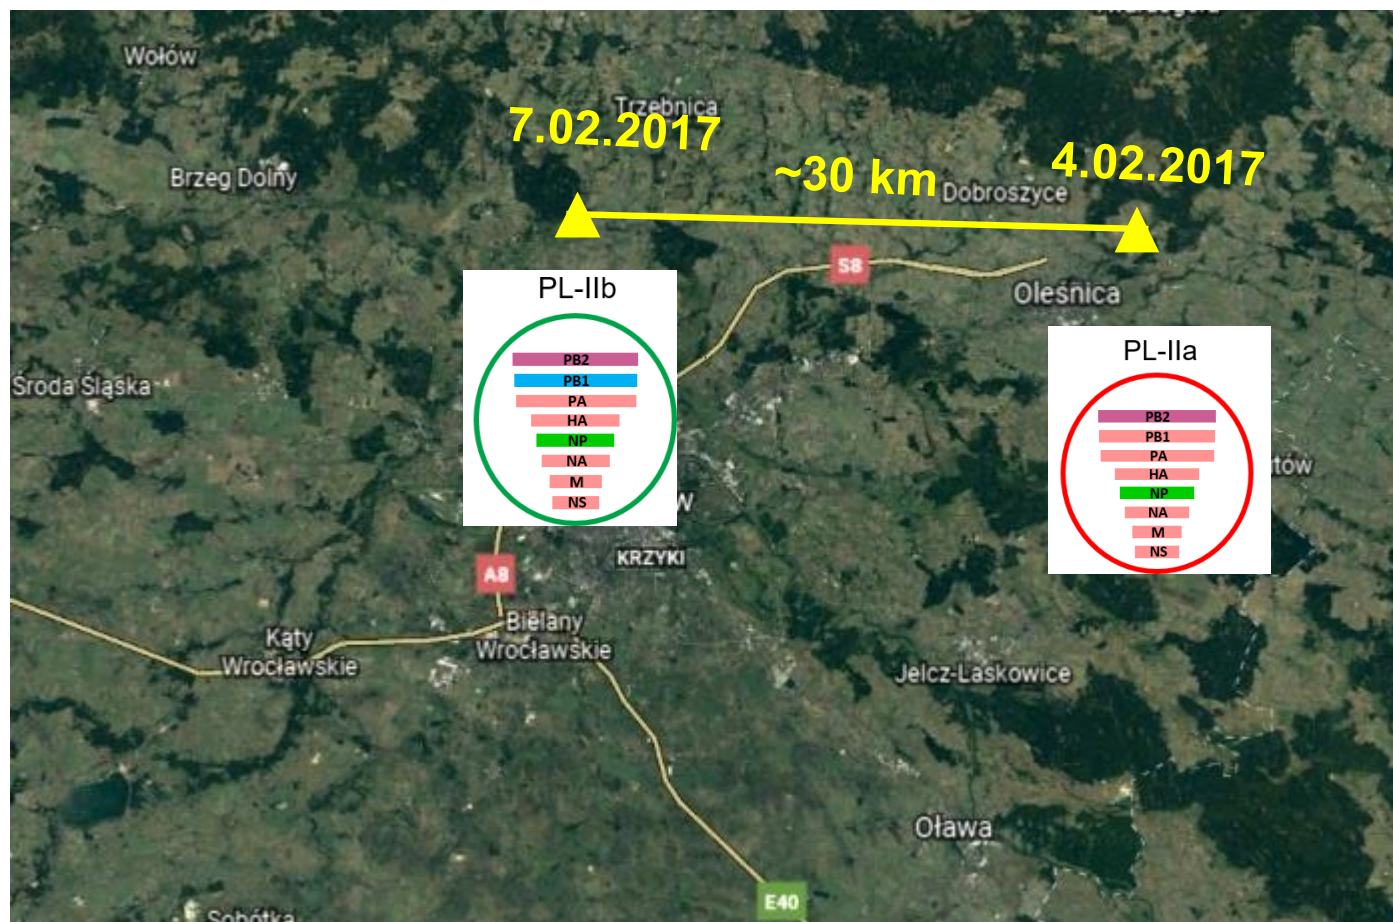 Wołów
Trzebnica
7.02.2017
~30 km
4.02.2017
Brzeg Dolny
Dobroszyce
S8
Oleśnica
PL-IIb
PB2
PB1
PA
HA
NP
NA
M
NS
PL-IIa
PB2
PB1
PA
HA
NP
NA
M
NS
Środa Śląska
tów
W
KRZYKI
A8
Bielany
Wrocławskie
Kąty
Wrocławskie
Jelcz-Laskowice
Oława
E40
Sobótka